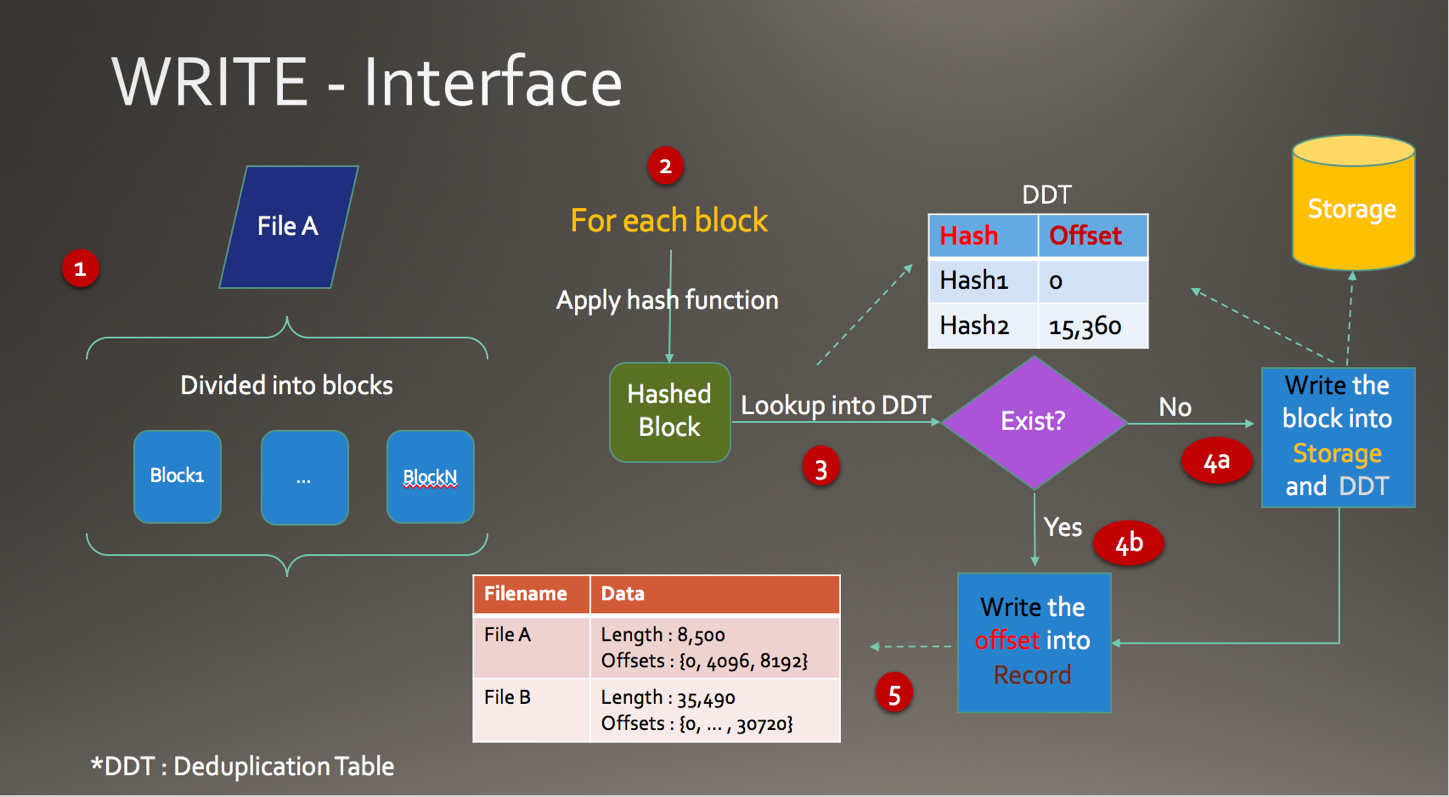 WRITE - Interface
1
File A
Divided into blocks
Block1
...
BlockN
2
For each block
Apply hash function
Hashed
Block
Lookup into DDT
3
DDT
Hash Offset
Hash1 0
Hash2 15,360
Exist?
No
4a
Storage
Write the
block into
Storage
and DDT
Yes
4b
Write the
offset into
Record
5
Filename Data
File A Length : 8,500
Offsets : {0, 4096, 8192}
File B Length : 35,490
Offsets : {0, ... , 30720}
*DDT : Deduplication Table